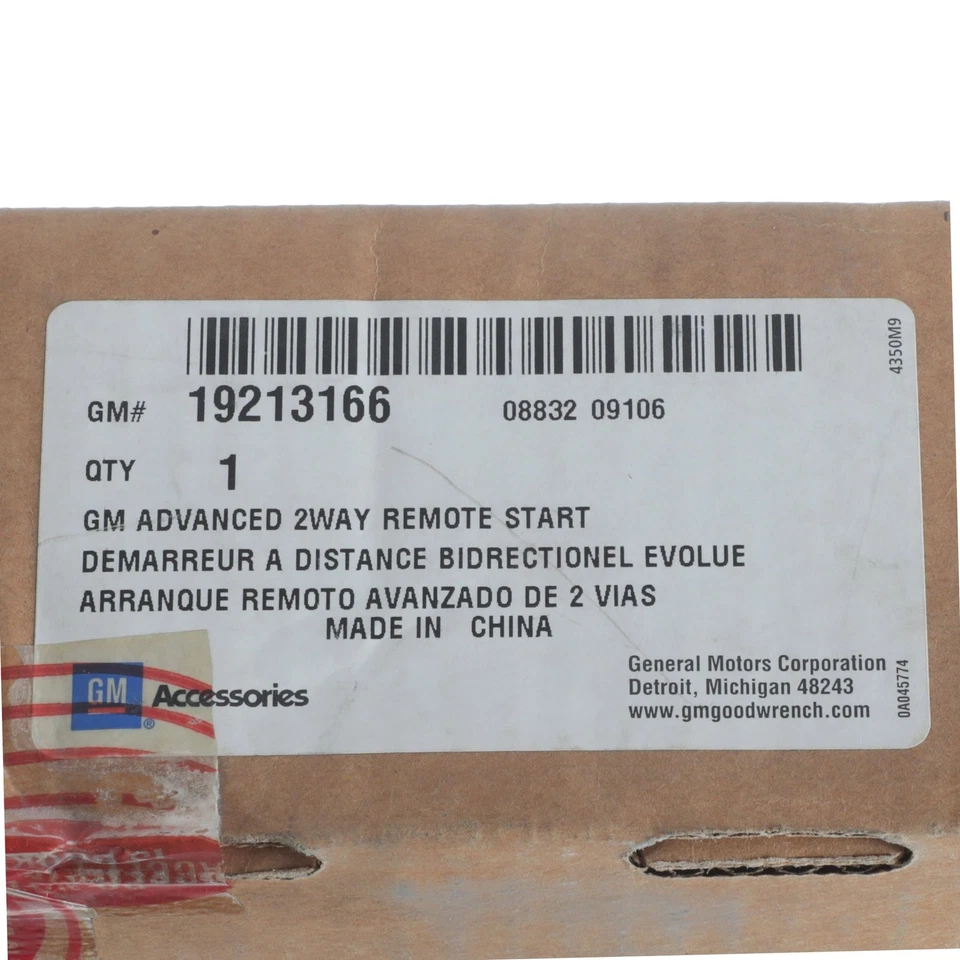 4350M9
GM# 19213166 08832 09106
QTY 1
GM ADVANCED 2WAY REMOTE START
DEMARREUR A DISTANCE BIDRECTIONEL EVOLUE
ARRANQUE REMOTO AVANZADO DE 2 VIAS
MADE IN CHINA
General Motors Corporation
Detroit, Michigan 48243
www.gmgoodwrench.com
0A045774
GM® Accessories